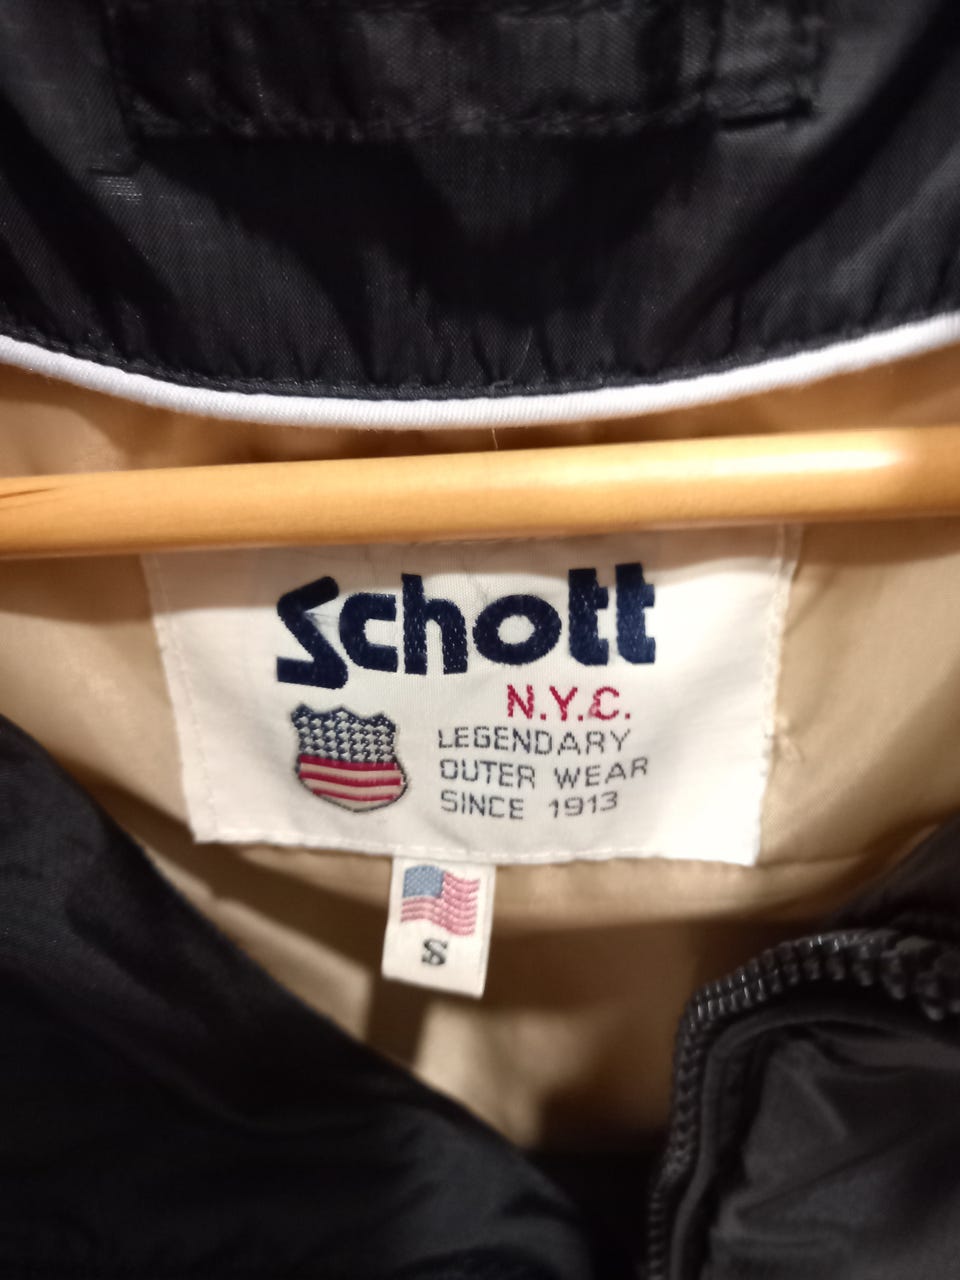 Schott
N.Y.C.
LEGENDARY
OUTER WEAR
SINCE 1913
S